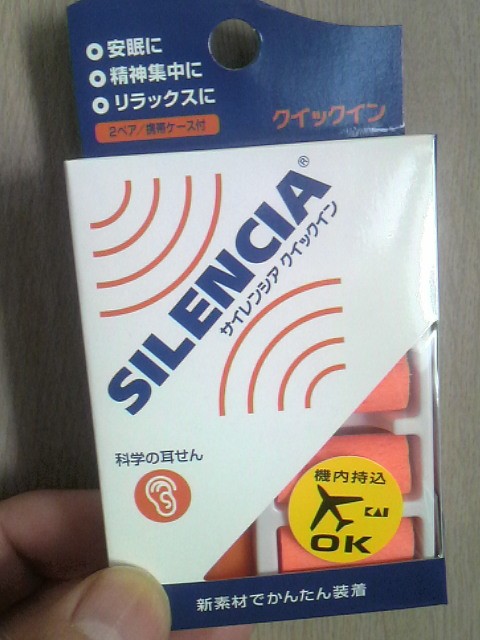 安眠に
精神集中に
リラックスに
2ペア/携帯ケース付
クイックイン
SILENCIA®
サイレンシア クイックイン
科学の耳せん
機内持込
KAI
OK
新素材でかんたん装着